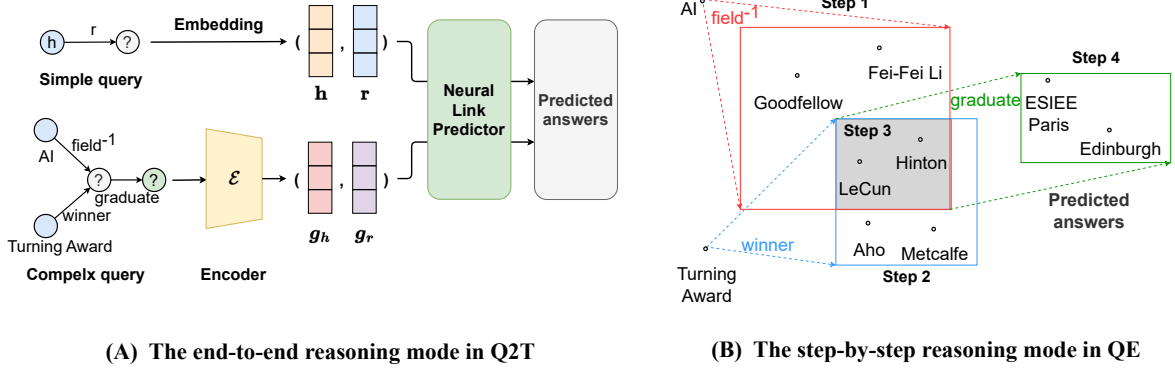 h
r
?
Simple query
Embedding
( , )
h
r
AI
field-1
?
graduate
?
winner
Turning Award
Compelx query
ℰ
Encoder
( , )
gh
gr
Neural
Link
Predictor
Predicted
answers
(A) The end-to-end reasoning mode in Q2T
AI
field-1
Step 1
Fei-Fei Li
Goodfellow
Step 3
Hinton
LeCun
graduate
Step 4
ESIEE
Paris
Edinburgh
Predicted
answers
winner
Aho
Metcalfe
Step 2
Turning
Award
(B) The step-by-step reasoning mode in QE